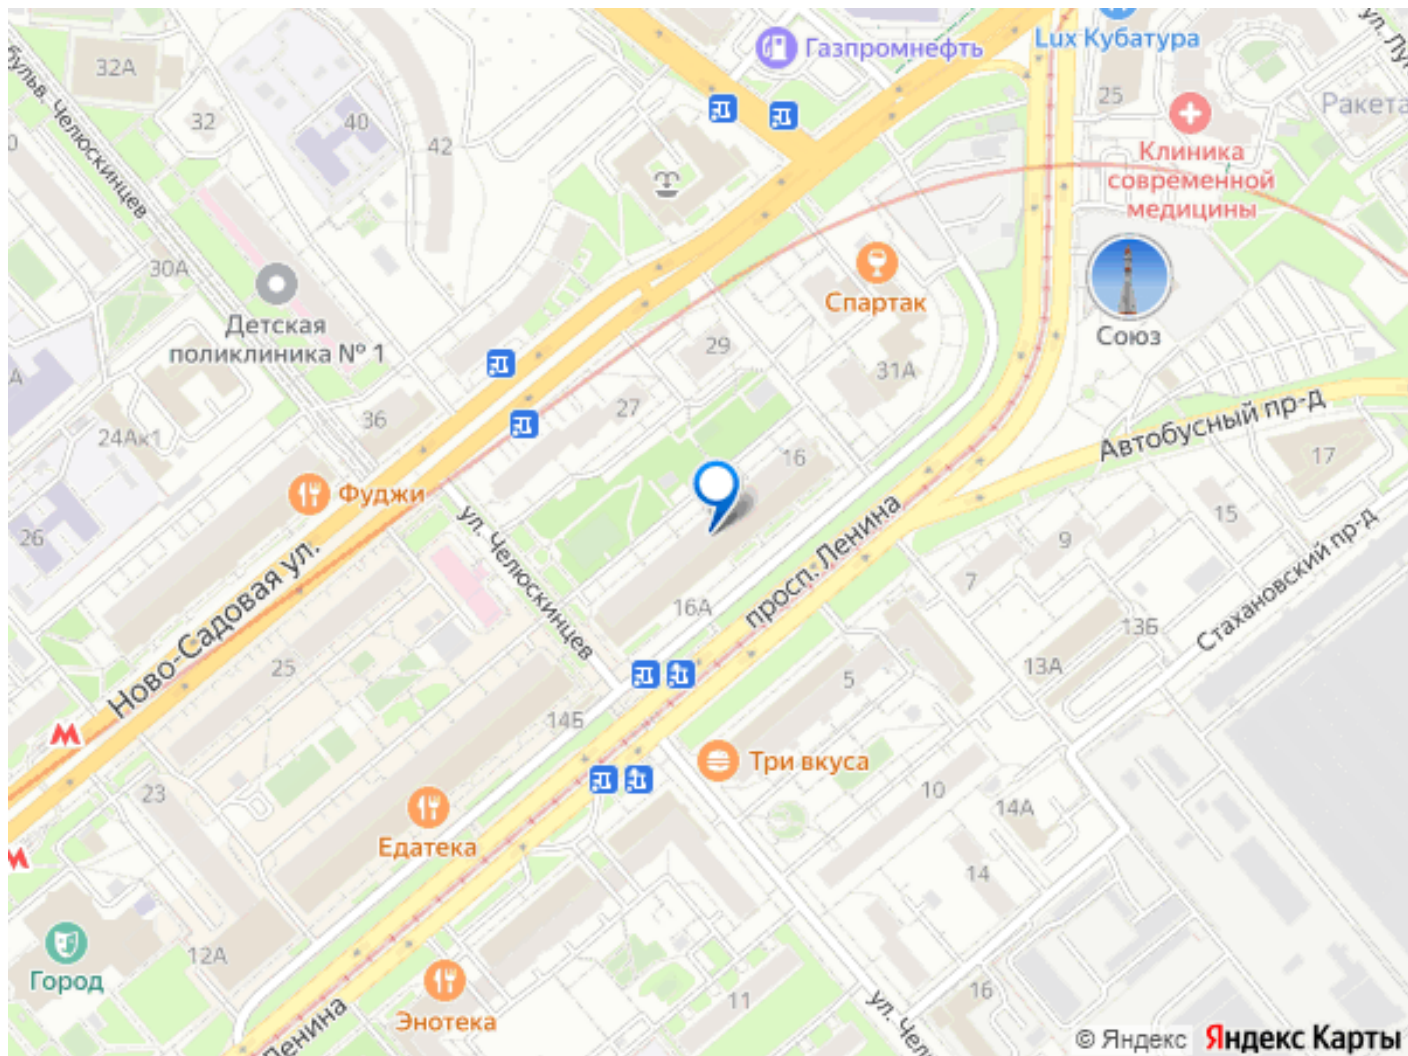 Газпромнефть
Lux Кубатура
ул. Лу
32А
бульв. Челюскинцев
32
40
42
25
Ракета
Клиника
современной
медицины
30А
Детская
поликлиника № 1
Спартак
Союз
29
31А
27
36
24Ак1
Автобусный пр-д
16
17
Фуджи
26
ул. Челюскинцев
просп. Ленина
15
9
7
Стахановский пр-д
Ново-Садовая ул.
16А
13Б
13А
25
5
14Б
Три вкуса
23
10
14А
Едатека
14
12А
Город
Энотека
11
16
ул. Чел
Ленина
© Яндекс Яндекс Карты